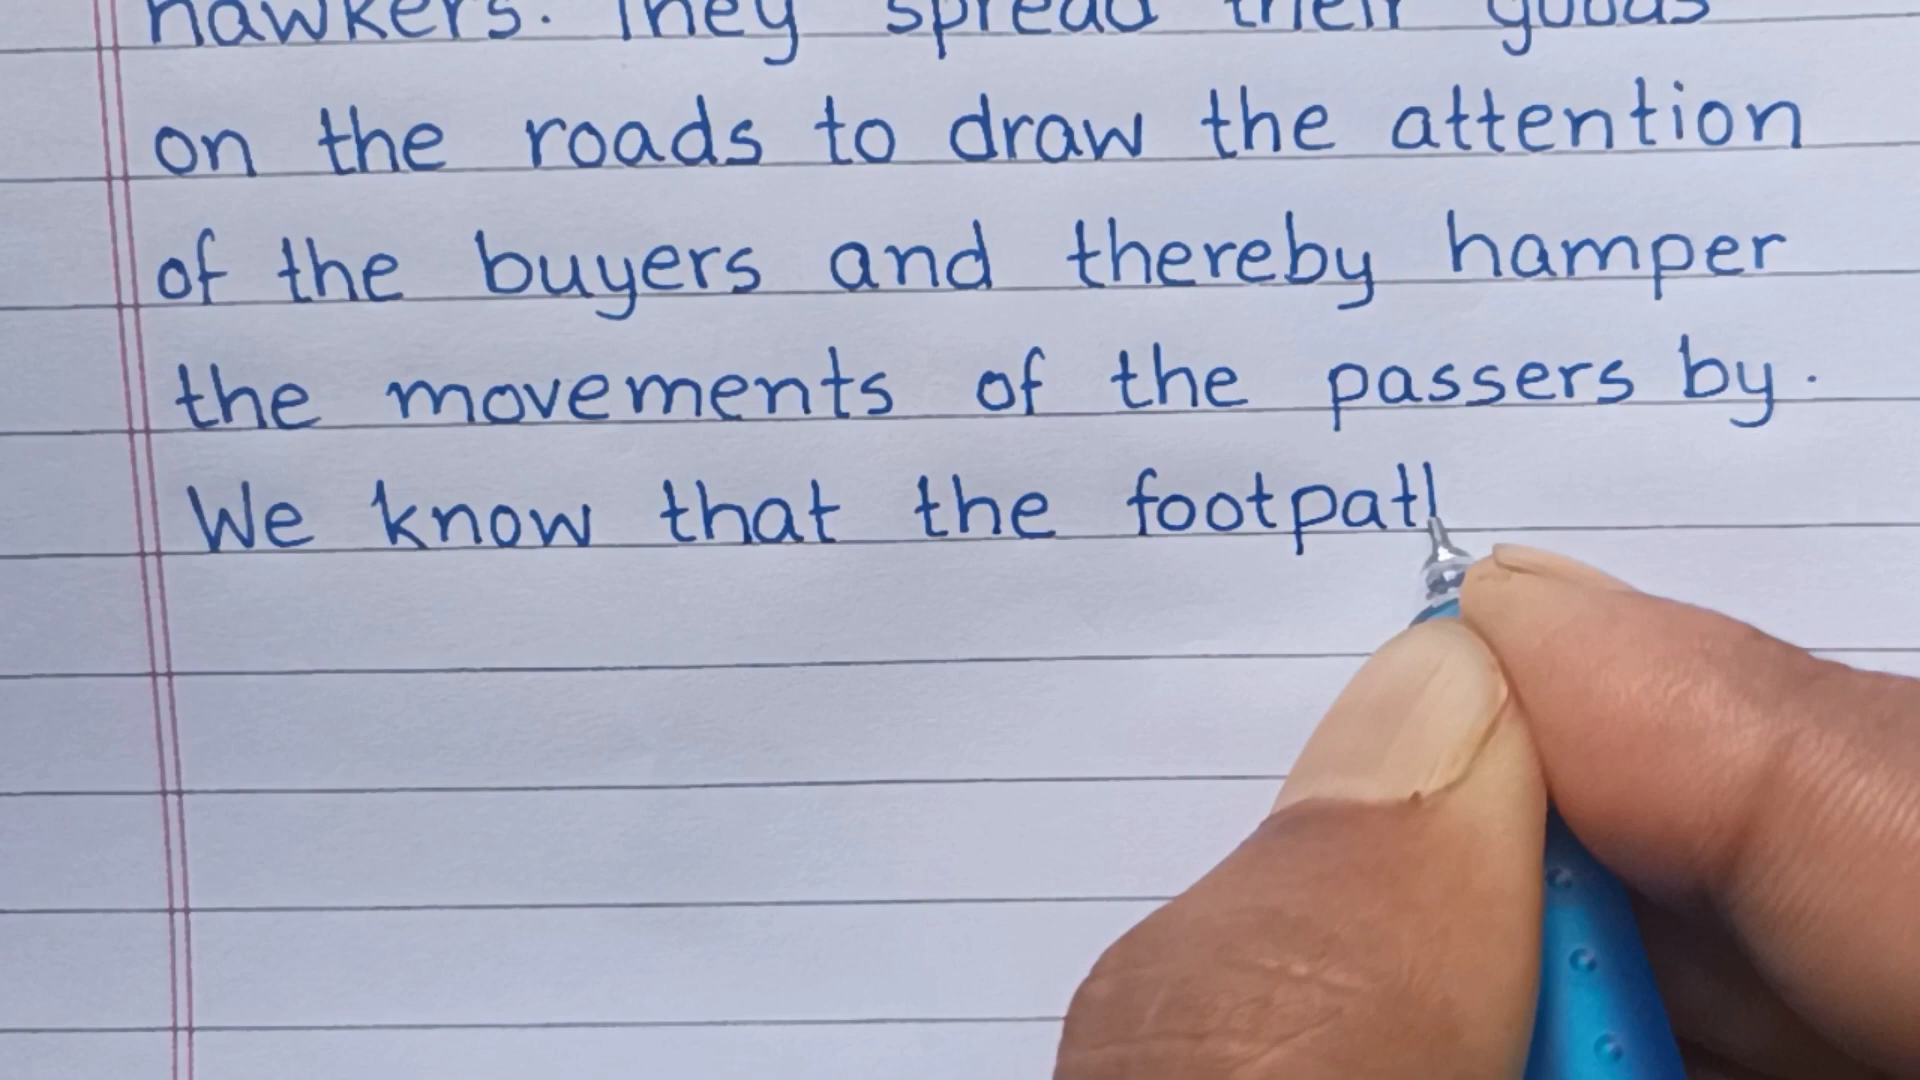 hawkers. They spread their goods
on the roads to draw the attention
of the buyers and thereby hamper
the movements of the passers by.
We know that the footpatl